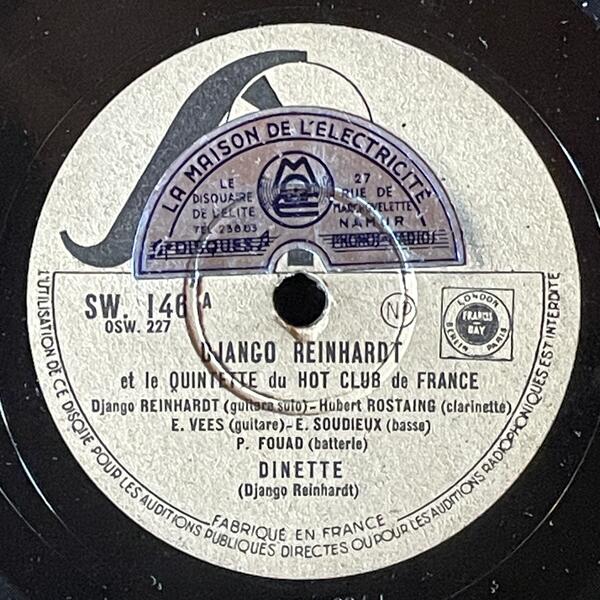 LA MAISON DE L'ELECTRICITÉ
LE
DISQUAIRE
DE L'ELITE
TEL 23883
27
RUE DE
MARCHOVELETTE
NAMUR
DISQUES
PHONOS-RADIOS
SW. 146 A
OSW. 227
NP
LONDON
FRANCIS
DAY
BERLIN PARIS
DJANGO REINHARDT
et le QUINTETTE du HOT CLUB de FRANCE
Django REINHARDT (guitare solo)-Hubert ROSTAING (clarinette)
E. VEES (guitare)-E. SOUDIEUX (basse)
P. FOUAD (batterie)
DINETTE
(Django Reinhardt)
FABRIQUÉ EN FRANCE
L'UTILISATION DE CE DISQUE POUR LES AUDITIONS PUBLIQUES DIRECTES OU POUR LES AUDITIONS RADIOPHONIQUES EST INTERDITE